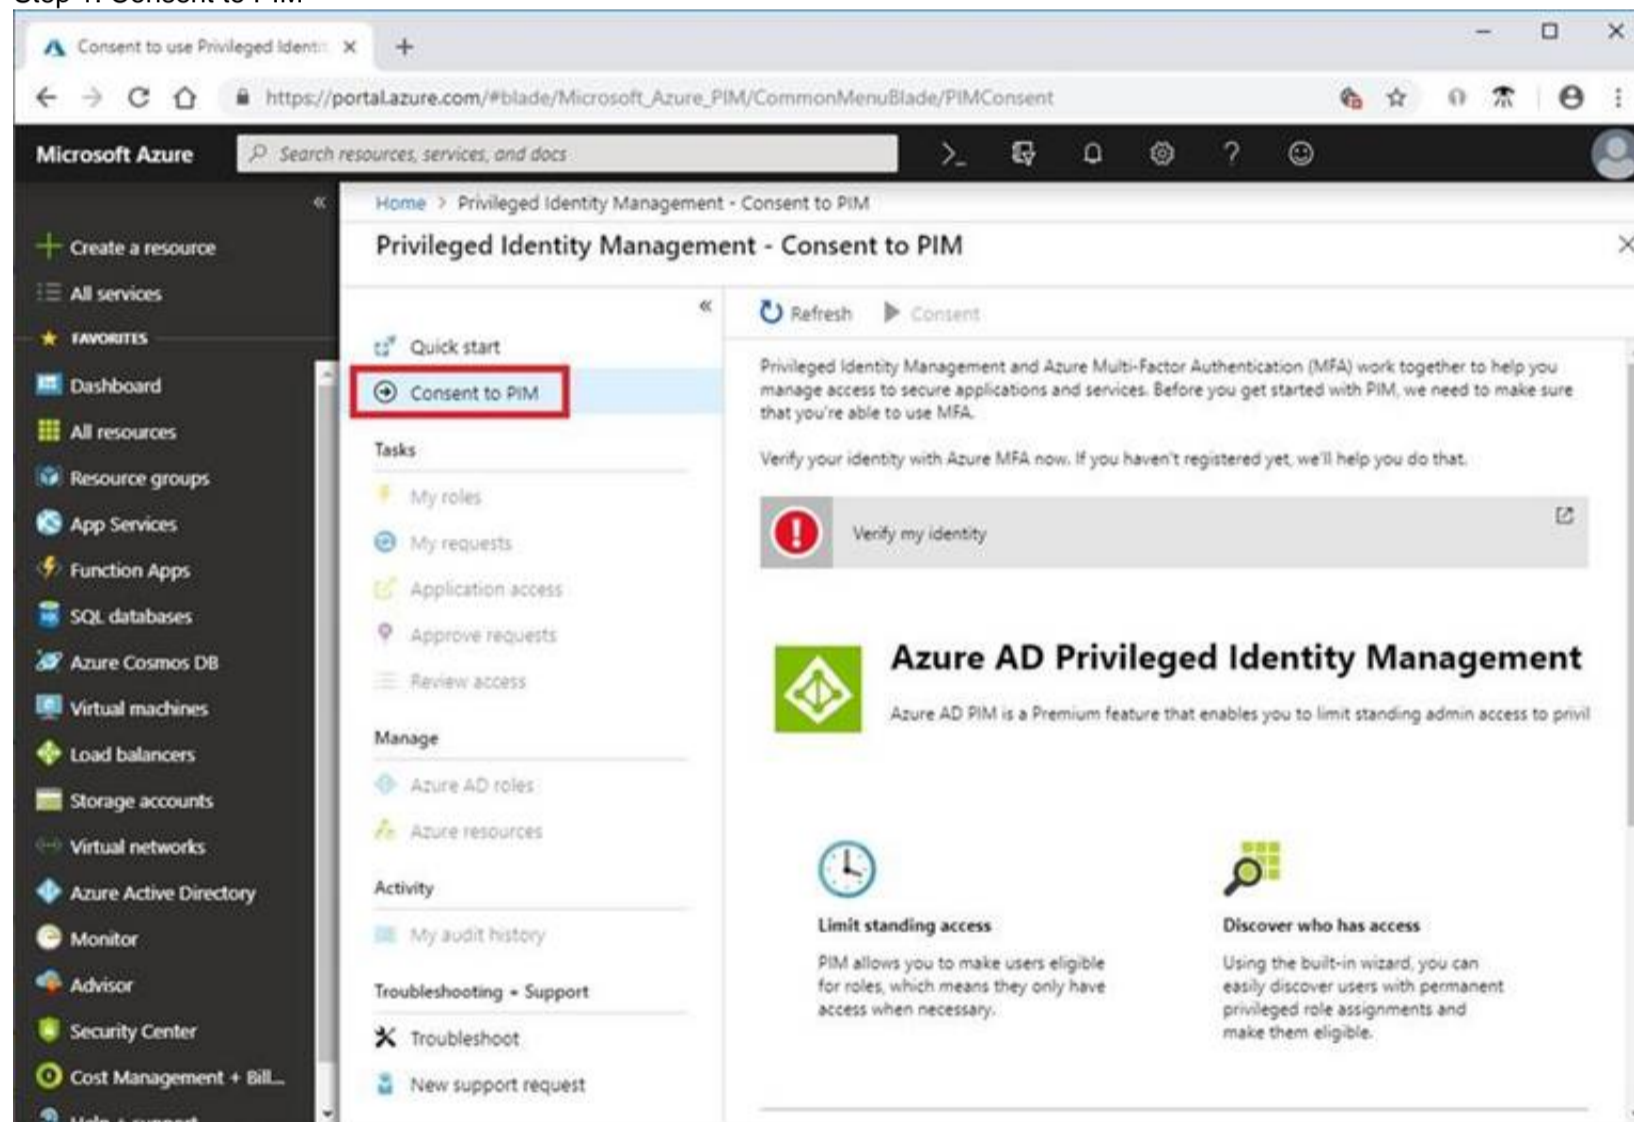 Step 1: Consent to PIM
Consent to use Privileged Identit
https://portal.azure.com/#blade/Microsoft_Azure_PIM/CommonMenuBlade/PIMConsent
Microsoft Azure
Search resources, services, and docs
Home > Privileged Identity Management - Consent to PIM
Privileged Identity Management - Consent to PIM
Create a resource
All services
FAVORITES
Dashboard
All resources
Resource groups
App Services
Function Apps
SQL databases
Azure Cosmos DB
Virtual machines
Load balancers
Storage accounts
Virtual networks
Azure Active Directory
Monitor
Advisor
Security Center
Cost Management + Bill...
Help + support
Quick start
Consent to PIM
Tasks
My roles
My requests
Application access
Approve requests
Review access
Manage
Azure AD roles
Azure resources
Activity
My audit history
Troubleshooting + Support
Troubleshoot
New support request
Refresh
Consent
Privileged Identity Management and Azure Multi-Factor Authentication (MFA) work together to help you
manage access to secure applications and services. Before you get started with PIM, we need to make sure
that you're able to use MFA.
Verify your identity with Azure MFA now. If you haven't registered yet, we'll help you do that.
Verify my identity
Azure AD Privileged Identity Management
Azure AD PIM is a Premium feature that enables you to limit standing admin access to privil
Limit standing access
PIM allows you to make users eligible
for roles, which means they only have
access when necessary.
Discover who has access
Using the built-in wizard, you can
easily discover users with permanent
privileged role assignments and
make them eligible.